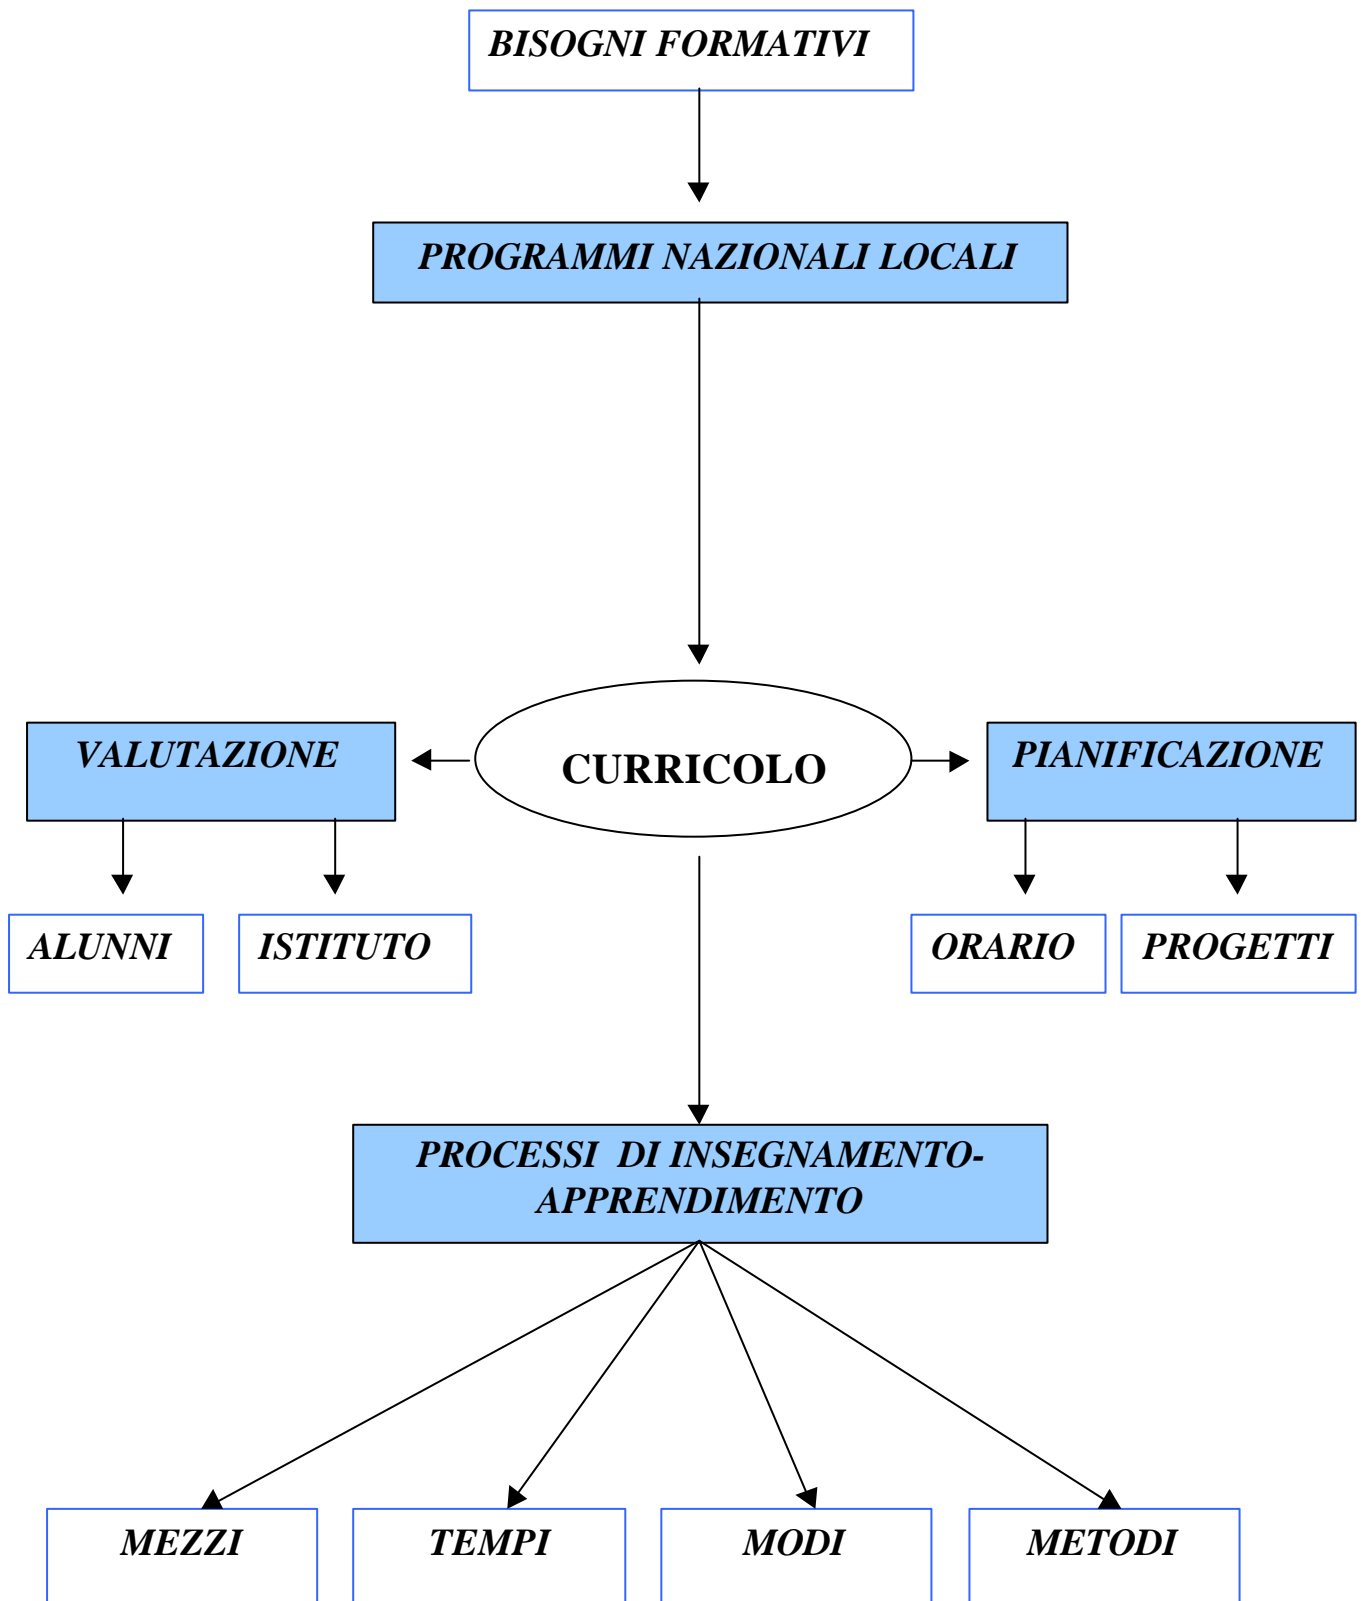 BISOGNI FORMATIVI
PROGRAMMI NAZIONALI LOCALI
VALUTAZIONE
CURRICOLO
PIANIFICAZIONE
ALUNNI
ISTITUTO
ORARIO
PROGETTI
PROCESSI DI INSEGNAMENTO-
APPRENDIMENTO
MEZZI
TEMPI
MODI
METODI